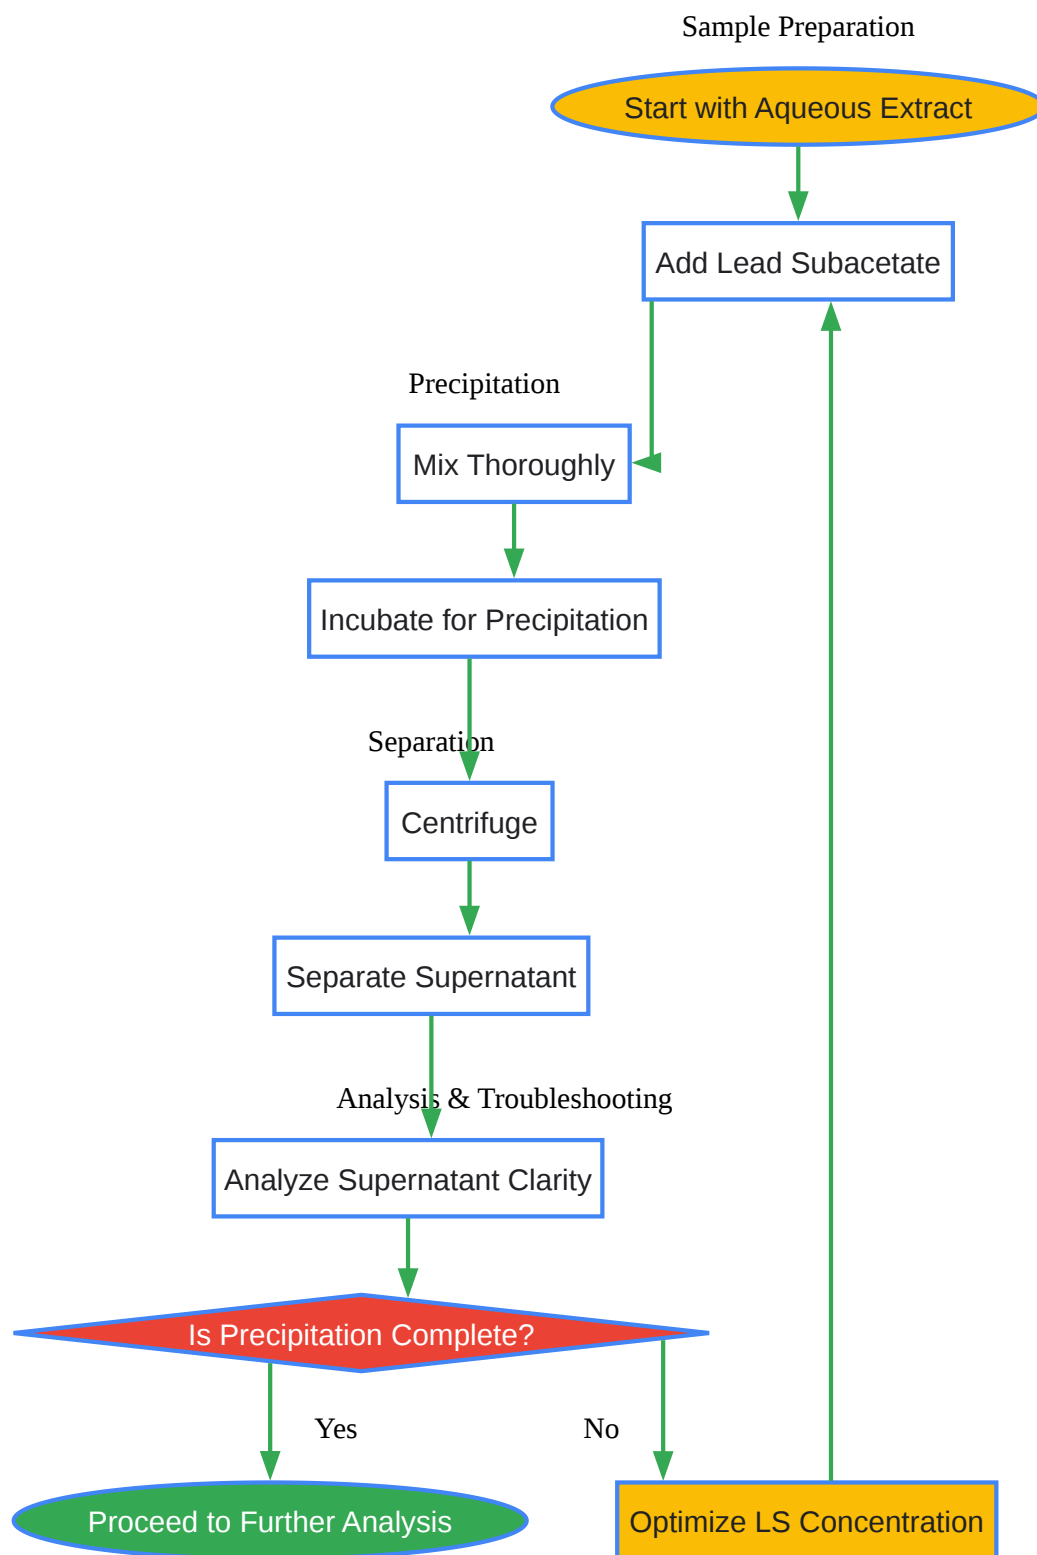 Sample Preparation
Start with Aqueous Extract
Add Lead Subacetate
Precipitation
Mix Thoroughly
Incubate for Precipitation
Separation
Centrifuge
Separate Supernatant
Analysis & Troubleshooting
Analyze Supernatant Clarity
Is Precipitation Complete?
Yes
No
Proceed to Further Analysis
Optimize LS Concentration